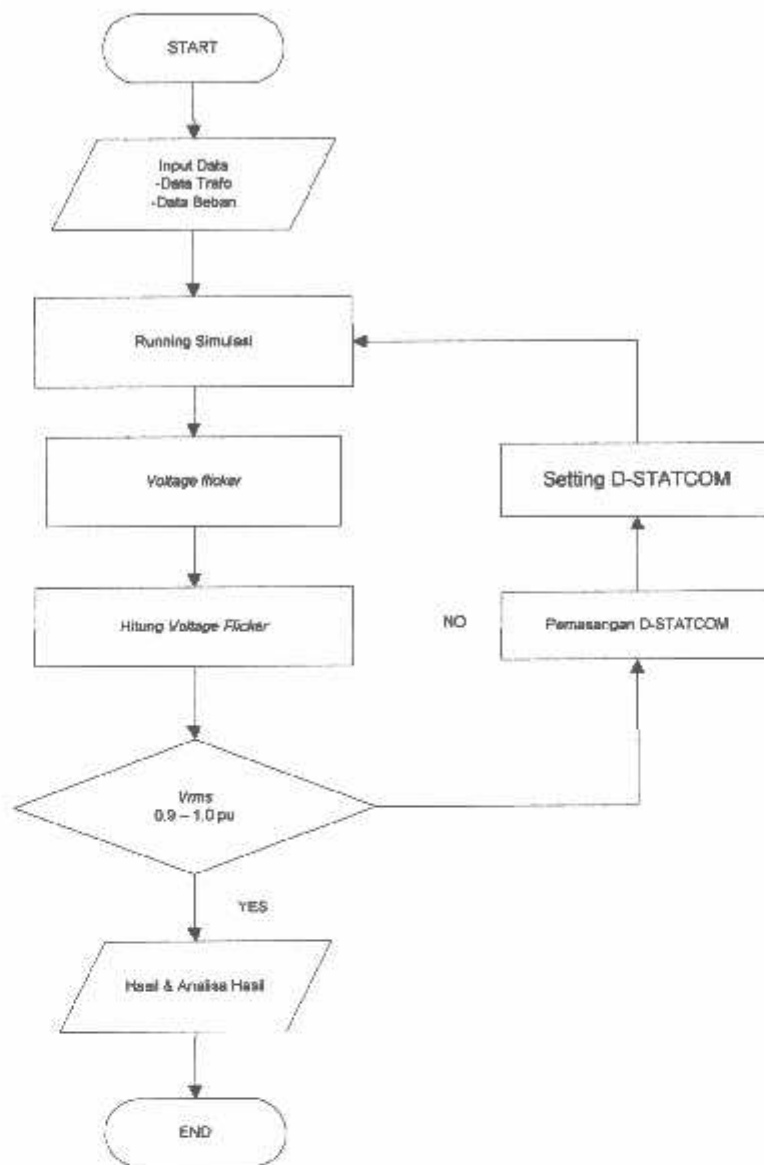 START
Input Data
-Data Trafo
-Data Beban
Running Simulasi
Voltage flicker
Setting D-STATCOM
Hitung Voltage Flicker
NO
Pemasangan D-STATCOM
Vrms
0.9 – 1.0 pu
YES
Hasil & Analisa Hasil
END